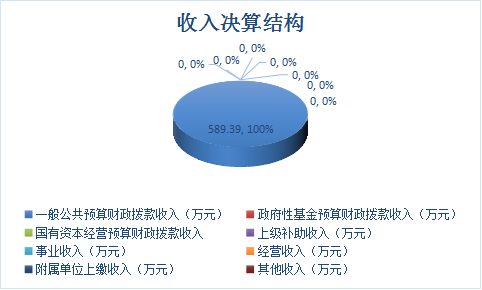 收入决算结构
0, 0%
0, 0%
0, 0%
0, 0%
0, 0%
0, 0%
0, 0%
589.39, 100%
一般公共预算财政拨款收入（万元）
政府性基金预算财政拨款收入（万元）
国有资本经营预算财政拨款收入
上级补助收入（万元）
事业收入（万元）
经营收入（万元）
附属单位上缴收入（万元）
其他收入（万元）